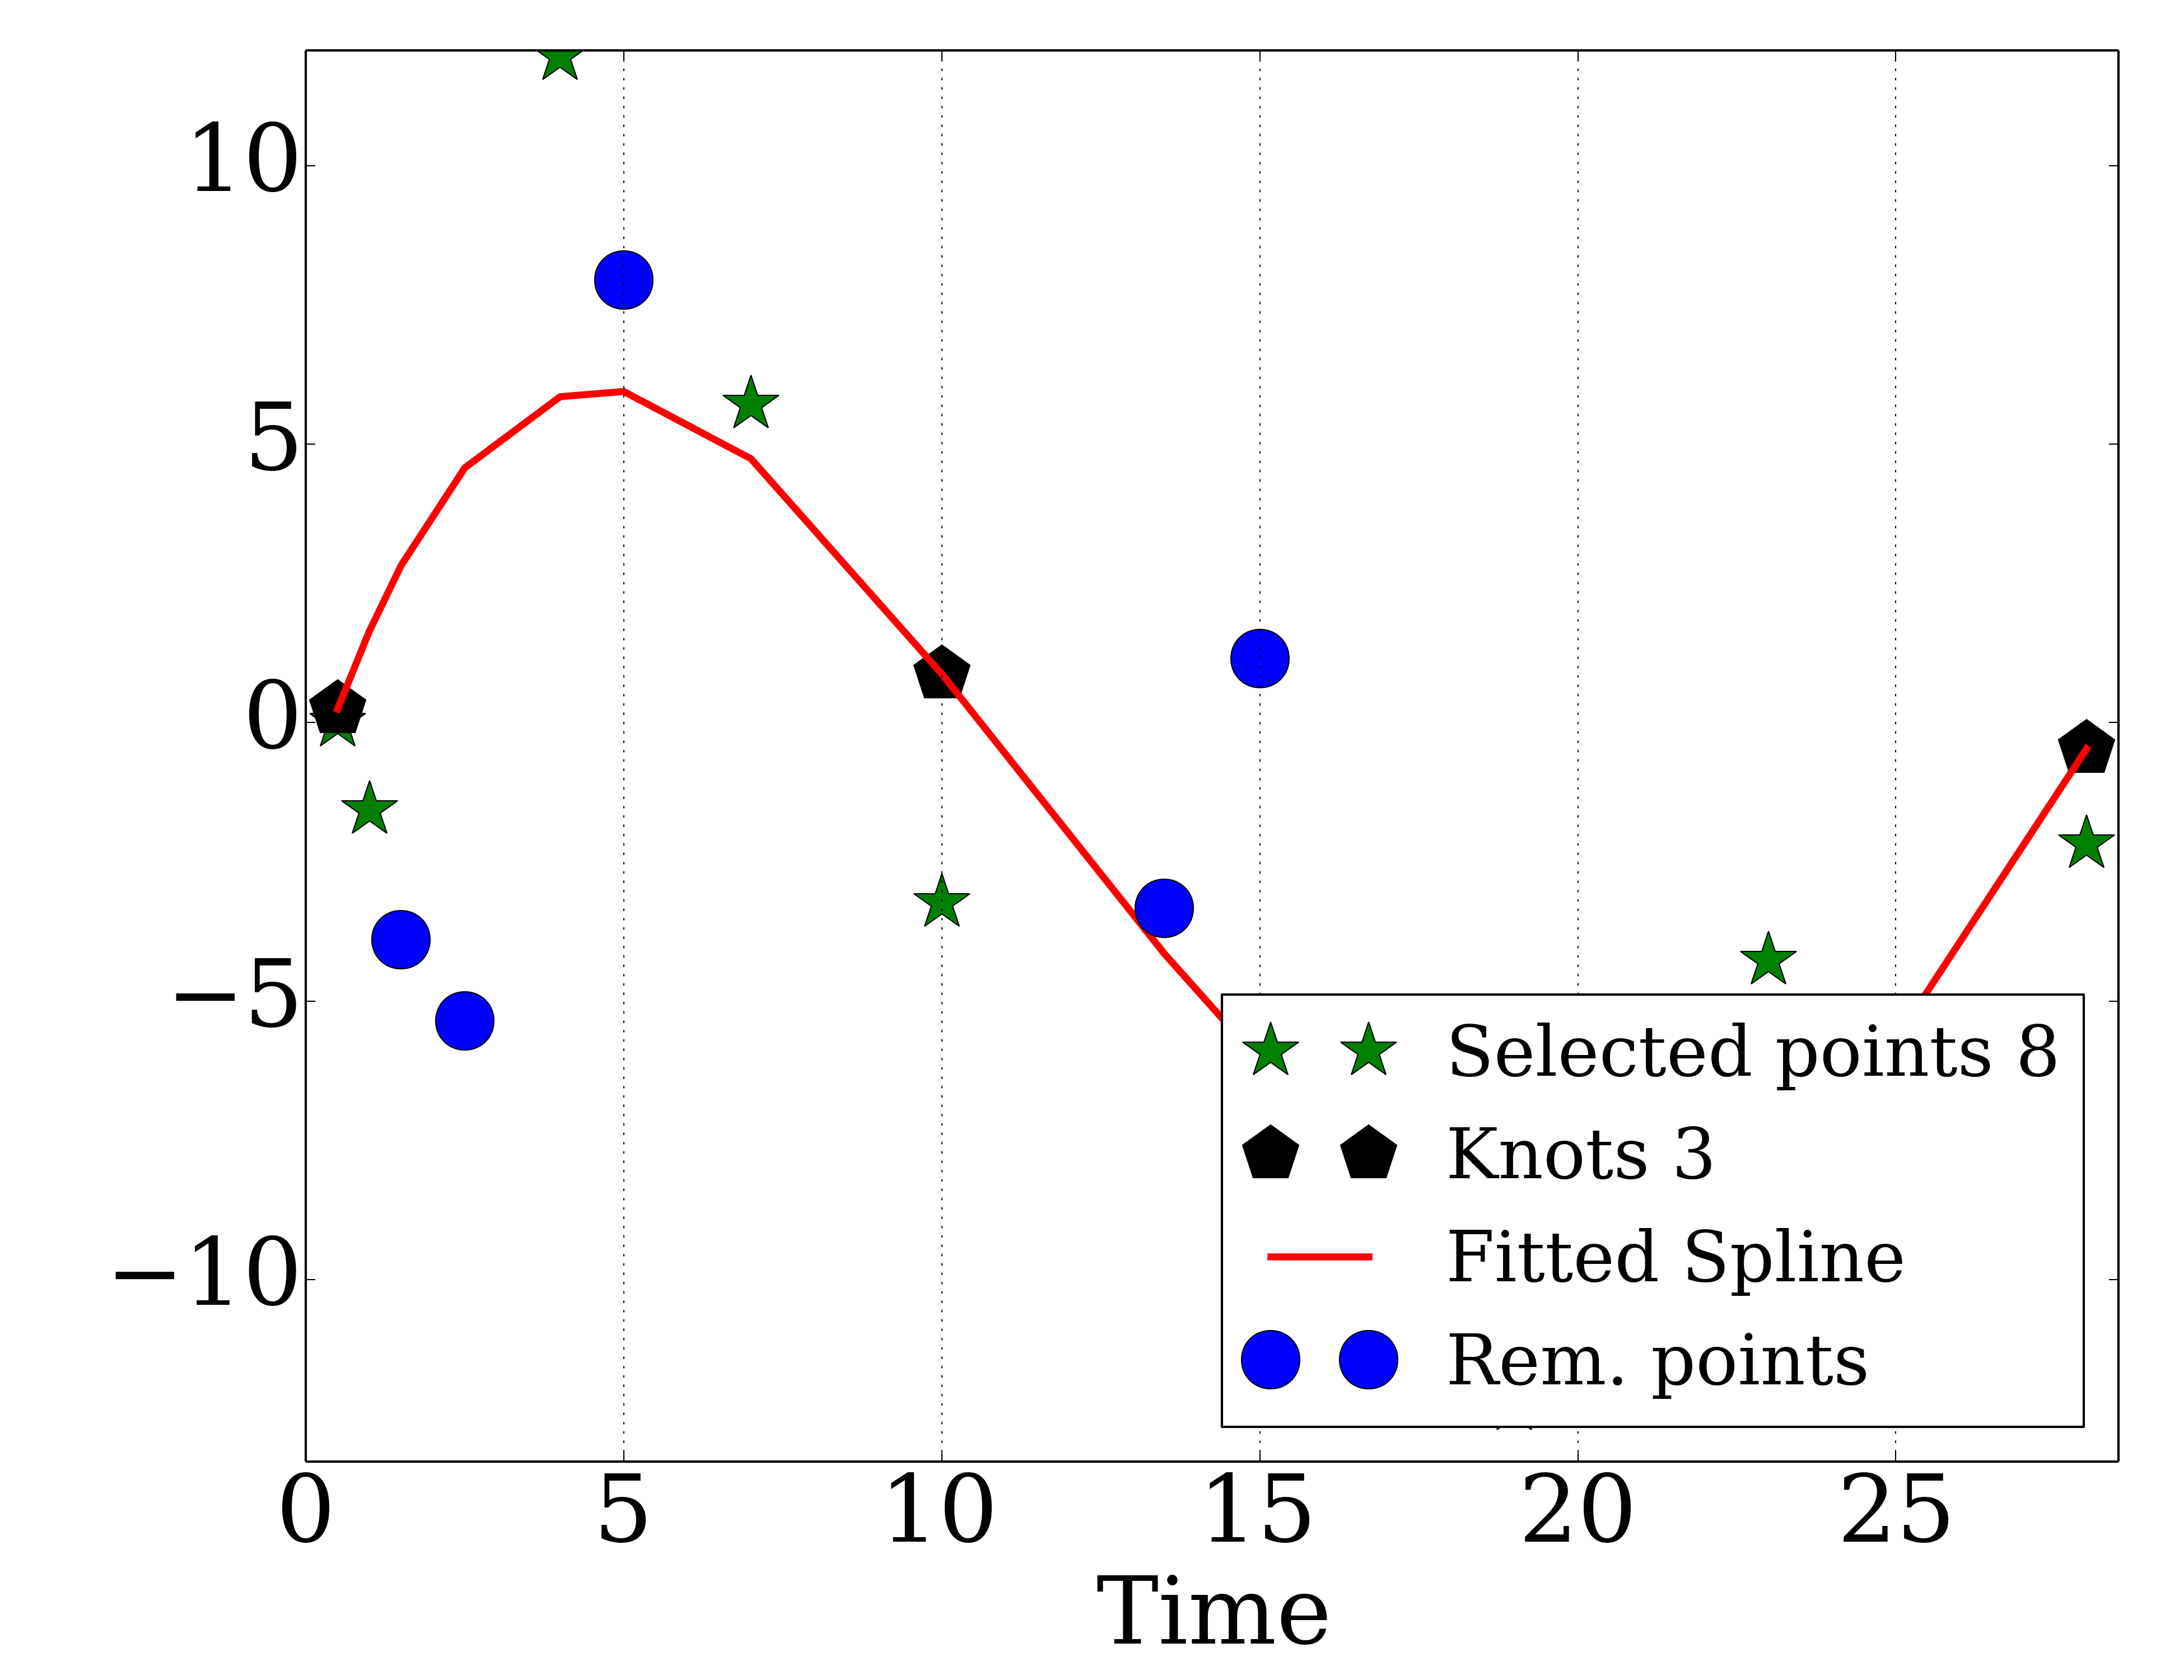 10
5
0
−5
−10
Selected points 8
Knots 3
Fitted Spline
Rem. points
0 5 10 15 20 25
Time